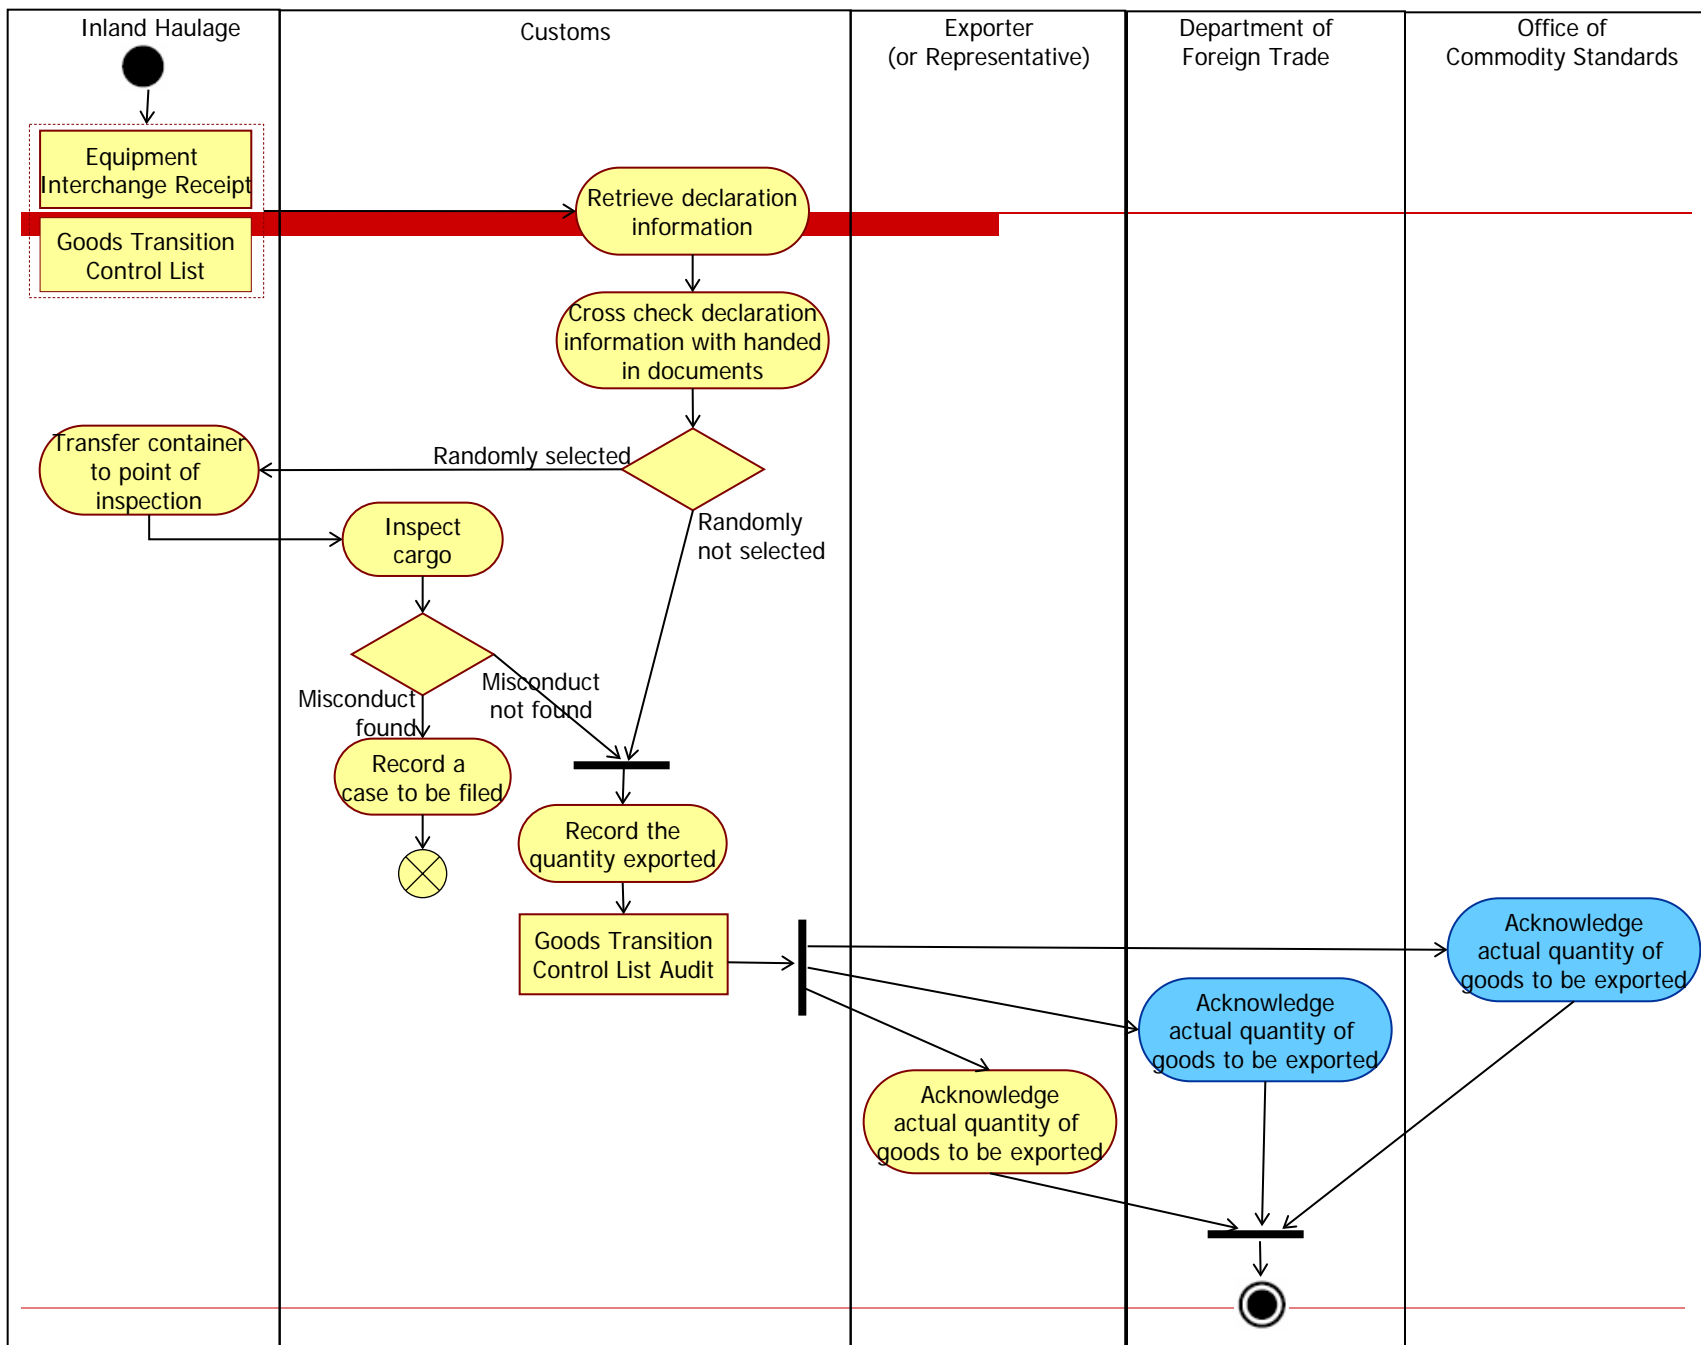 Inland Haulage
Customs
Exporter
(or Representative)
Department of
Foreign Trade
Office of
Commodity Standards
Equipment
Interchange Receipt
Goods Transition
Control List
Retrieve declaration
information
Cross check declaration
information with handed
in documents
Randomly selected
Transfer container
to point of
inspection
Randomly
not selected
Inspect
cargo
Misconduct
found
Misconduct
not found
Record a
case to be filed
Record the
quantity exported
Goods Transition
Control List Audit
Acknowledge
actual quantity of
goods to be exported
Acknowledge
actual quantity of
goods to be exported
Acknowledge
actual quantity of
goods to be exported